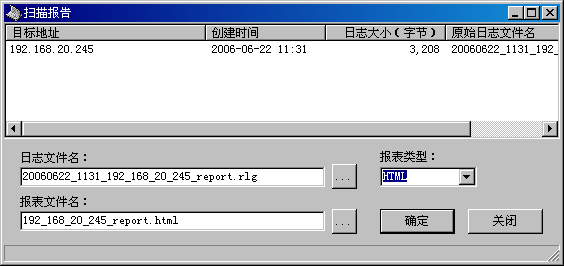 扫描报告
目标地址 创建时间 日志大小(字节) 原始日志文件名
192.168.20.245 2006-06-22 11:31 3,208 20060622_1131_192_
日志文件名: 报表类型:
20060622_1131_192_168_20_245_report.rlg ... HTML
报表文件名:
192_168_20_245_report.html ... 确定 关闭